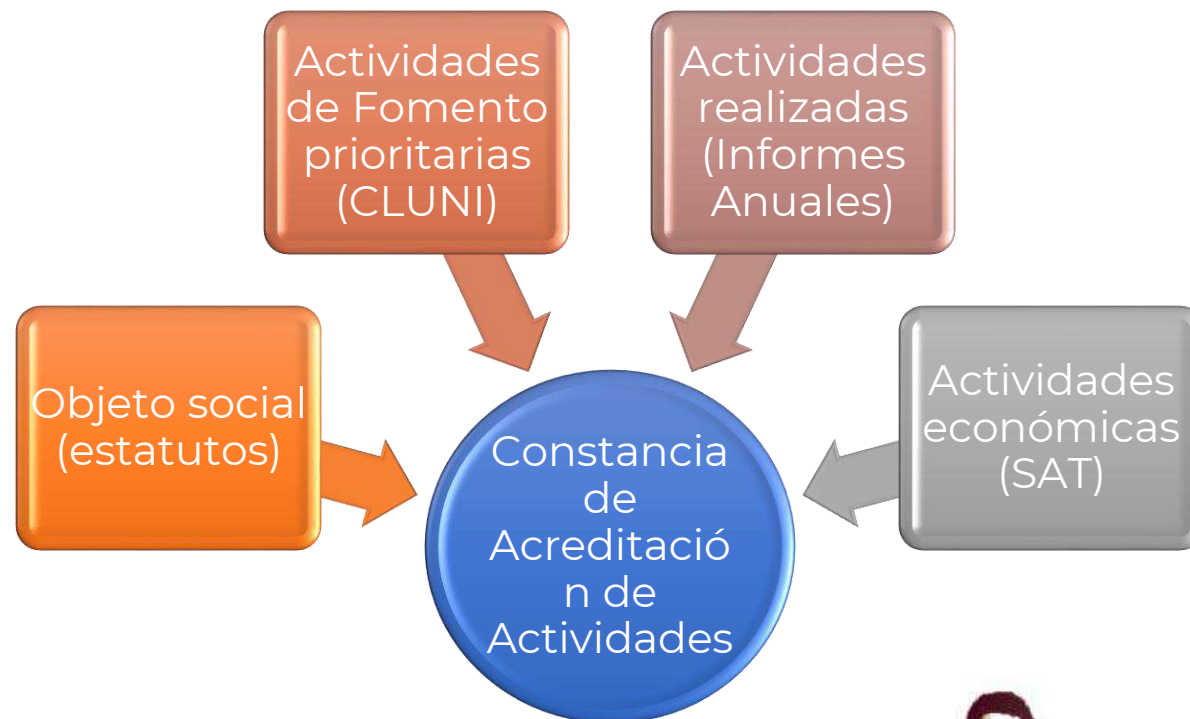 Actividades
de Fomento
prioritarias
(CLUNI)
Actividades
realizadas
(Informes
Anuales)
Objeto social
(estatutos)
Constancia
de
Acreditació
n de
Actividades
Actividades
económicas
(SAT)